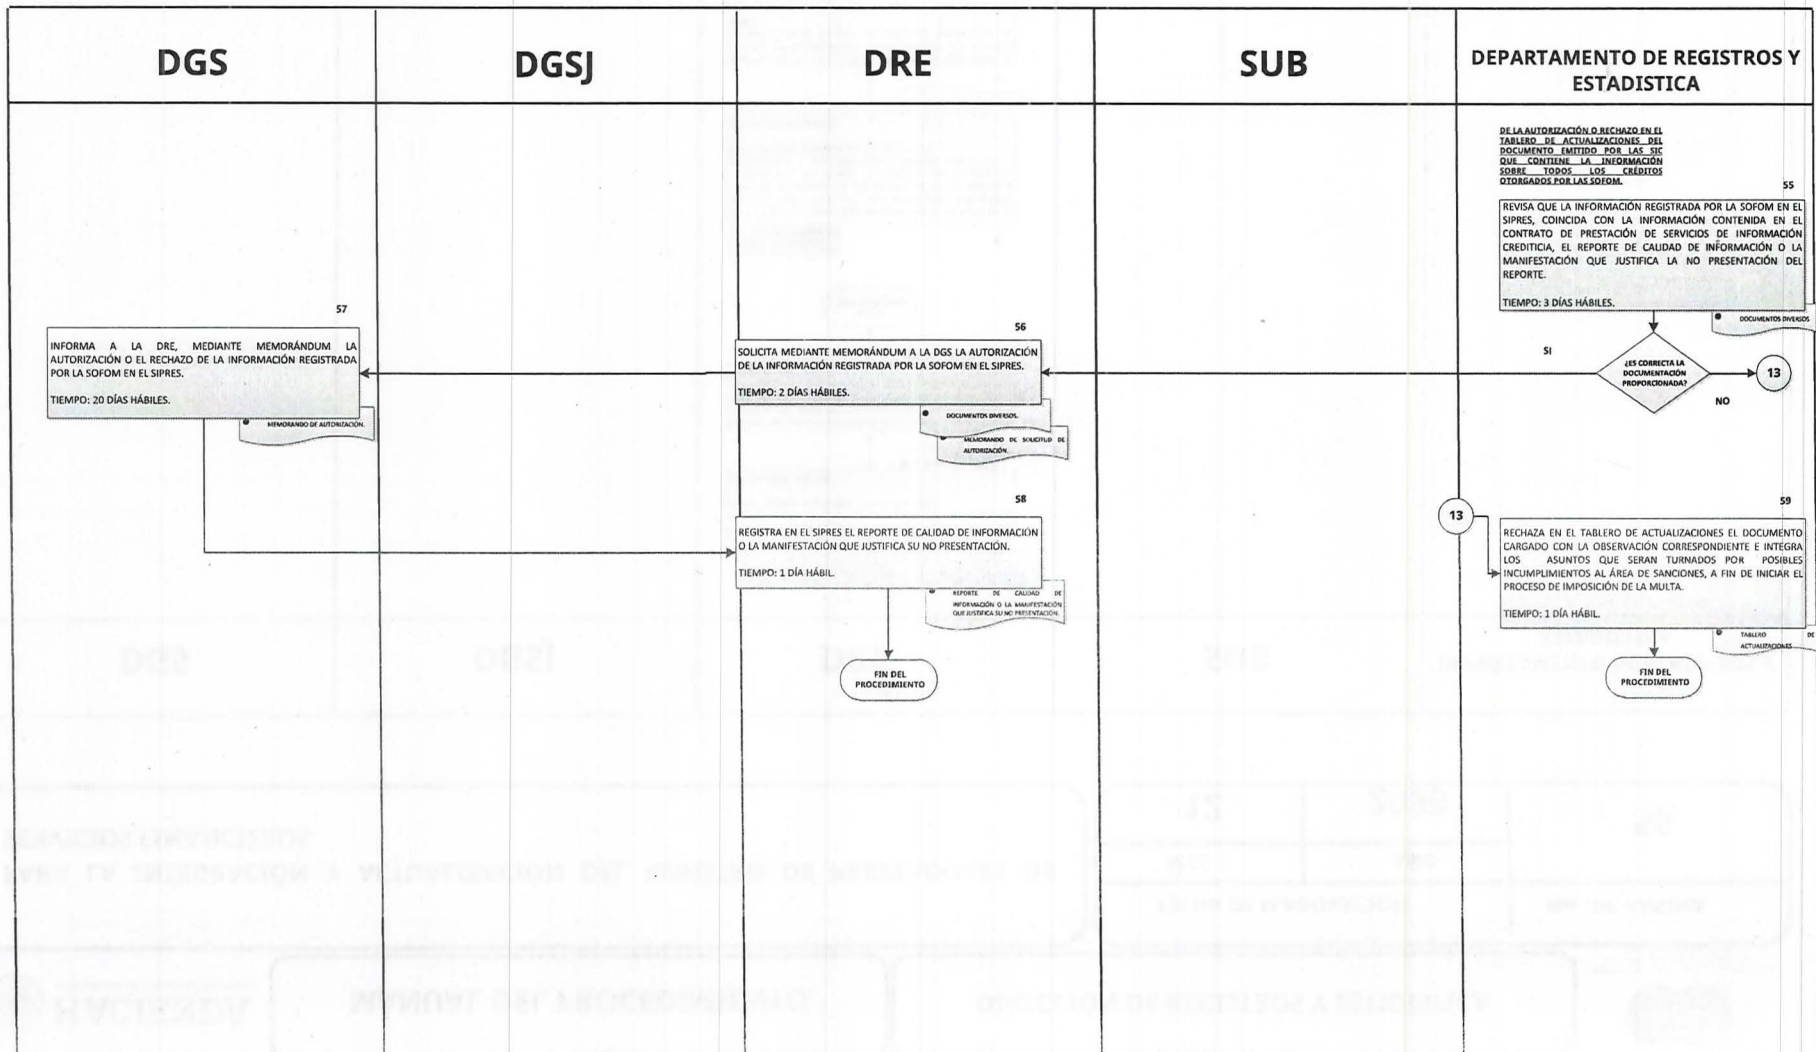 DGS
DGSJ
DRE
SUB
DEPARTAMENTO DE REGISTROS Y
ESTADISTICA
DE LA AUTORIZACIÓN O RECHAZO EN EL
TABLERO DE ACTUALIZACIONES DEL
DOCUMENTO EMITIDO POR LAS SIC
QUE CONTIENE LA INFORMACIÓN
SOBRE TODOS LOS CRÉDITOS
OTORGADOS POR LAS SOFOM.
55
REVISA QUE LA INFORMACIÓN REGISTRADA POR LA SOFOM EN EL
SIPRES, COINCIDA CON LA INFORMACIÓN CONTENIDA EN EL
CONTRATO DE PRESTACIÓN DE SERVICIOS DE INFORMACIÓN
CREDITICIA, EL REPORTE DE CALIDAD DE INFORMACIÓN O LA
MANIFESTACIÓN QUE JUSTIFICA LA NO PRESENTACIÓN DEL
REPORTE.
TIEMPO: 3 DÍAS HÁBILES.
DOCUMENTOS DIVERSOS
¿ES CORRECTA LA
DOCUMENTACIÓN
PROPORCIONADA?
SI
NO
13
56
SOLICITA MEDIANTE MEMORÁNDUM A LA DGS LA AUTORIZACIÓN
DE LA INFORMACIÓN REGISTRADA POR LA SOFOM EN EL SIPRES.
TIEMPO: 2 DÍAS HÁBILES.
DOCUMENTOS DIVERSOS.
MEMORANDO DE SOLICITUD DE
AUTORIZACIÓN.
57
INFORMA A LA DRE, MEDIANTE MEMORÁNDUM LA
AUTORIZACIÓN O EL RECHAZO DE LA INFORMACIÓN REGISTRADA
POR LA SOFOM EN EL SIPRES.
TIEMPO: 20 DÍAS HÁBILES.
MEMORANDO DE AUTORIZACIÓN.
58
REGISTRA EN EL SIPRES EL REPORTE DE CALIDAD DE INFORMACIÓN
O LA MANIFESTACIÓN QUE JUSTIFICA SU NO PRESENTACIÓN.
TIEMPO: 1 DÍA HÁBIL.
REPORTE DE CALIDAD DE
INFORMACIÓN O LA MANIFESTACIÓN
QUE JUSTIFICA SU NO PRESENTACIÓN.
FIN DEL
PROCEDIMIENTO
13
59
RECHAZA EN EL TABLERO DE ACTUALIZACIONES EL DOCUMENTO
CARGADO CON LA OBSERVACIÓN CORRESPONDIENTE E INTEGRA
LOS ASUNTOS QUE SERAN TURNADOS POR POSIBLES
INCUMPLIMIENTOS AL ÁREA DE SANCIONES, A FIN DE INICIAR EL
PROCESO DE IMPOSICIÓN DE LA MULTA.
TIEMPO: 1 DÍA HÁBIL.
TABLERO DE
ACTUALIZACIONES
FIN DEL
PROCEDIMIENTO